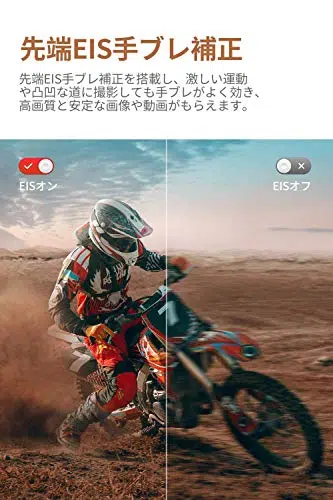 先端EIS手ブレ補正
先端EIS手ブレ補正を搭載し、激しい運動
や凸凹な道に撮影しても手ブレがよく効き、
高画質と安定な画像や動画がもらえます。
EISオン
EISオフ